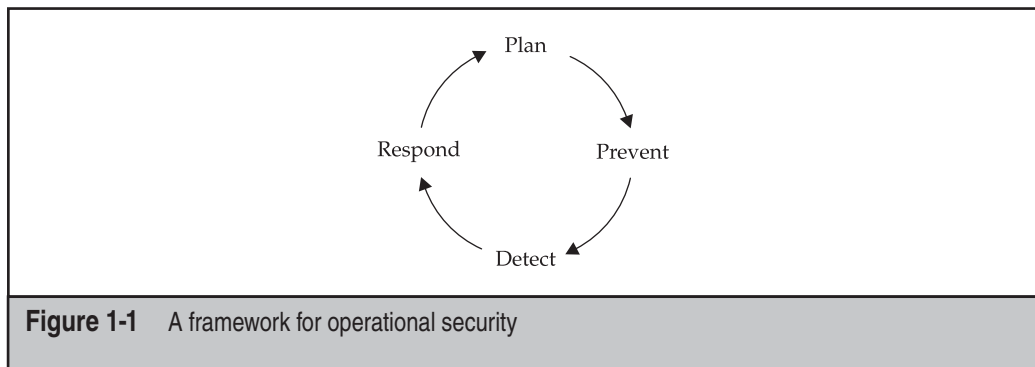 Plan
Respond
Prevent
Detect
Figure 1-1 A framework for operational security